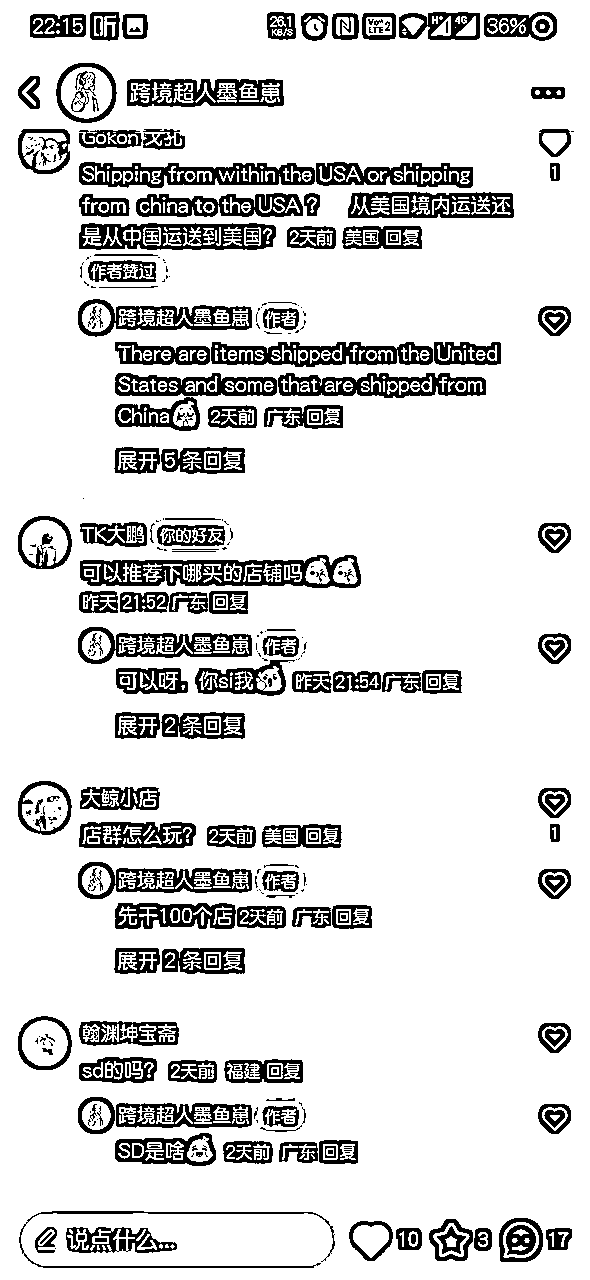 22:15 听 26.1 KB/S N Vo LTE 2 H+ 4G 36%
跨境超人墨鱼崽
Gokon
Shipping from within the USA or shipping
from china to the USA？ 从美国境内运送还
是从中国运送到美国？ 2天前 美国 回复
作者赞过
1
跨境超人墨鱼崽 作者
There are items shipped from the United
States and some that are shipped from
China 2天前 广东 回复
展开 5 条回复
TK大鹏 你的好友
可以推荐下哪买的店铺吗
昨天 21:52 广东 回复
跨境超人墨鱼崽 作者
可以呀，你si我 昨天 21:54 广东 回复
展开 2 条回复
大鲸小店
店群怎么玩？ 2天前 美国 回复
1
跨境超人墨鱼崽 作者
先干100个店 2天前 广东 回复
展开 2 条回复
翰渊坤宝斋
sd的吗？ 2天前 福建 回复
跨境超人墨鱼崽 作者
SD是啥 2天前 广东 回复
说点什么... 10 3 17